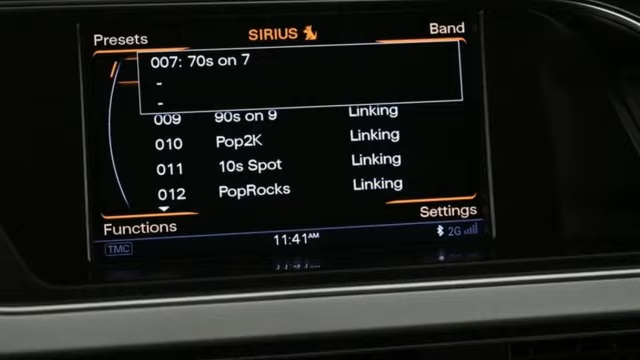 Presets SIRIUS Band
007: 70s on 7
-
-
009 90s on 9 Linking
010 Pop2K Linking
011 10s Spot Linking
012 PopRocks Linking
Functions Settings
TMC 11:41AM 2G